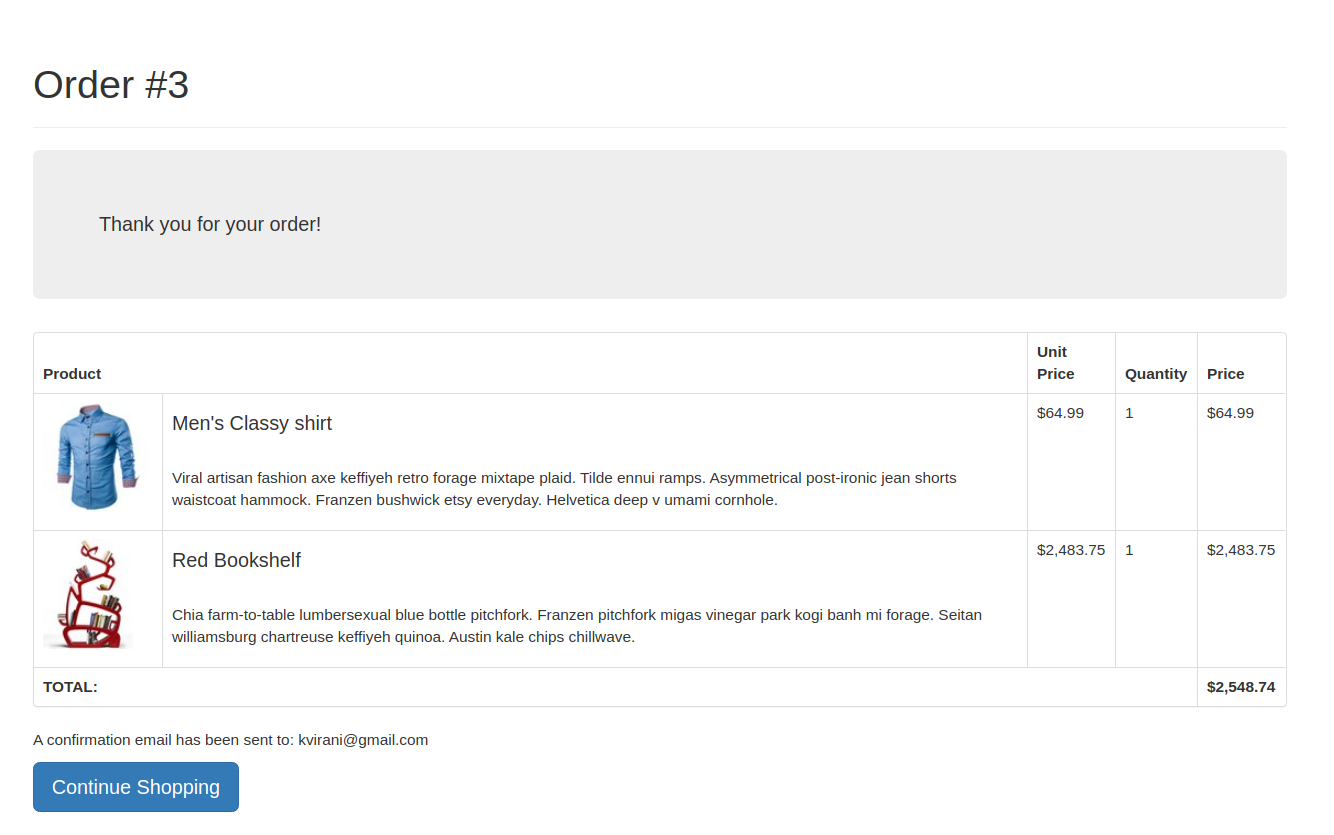 Order #3
Thank you for your order!
Product
Unit
Price
Quantity
Price
Men's Classy shirt
$64.99
1
$64.99
Viral artisan fashion axe keffiyeh retro forage mixtape plaid. Tilde ennui ramps. Asymmetrical post-ironic jean shorts
waistcoat hammock. Franzen bushwick etsy everyday. Helvetica deep v umami cornhole.
Red Bookshelf
$2,483.75
1
$2,483.75
Chia farm-to-table lumbersexual blue bottle pitchfork. Franzen pitchfork migas vinegar park kogi banh mi forage. Seitan
williamsburg chartreuse keffiyeh quinoa. Austin kale chips chillwave.
TOTAL:
$2,548.74
A confirmation email has been sent to: kvirani@gmail.com
Continue Shopping